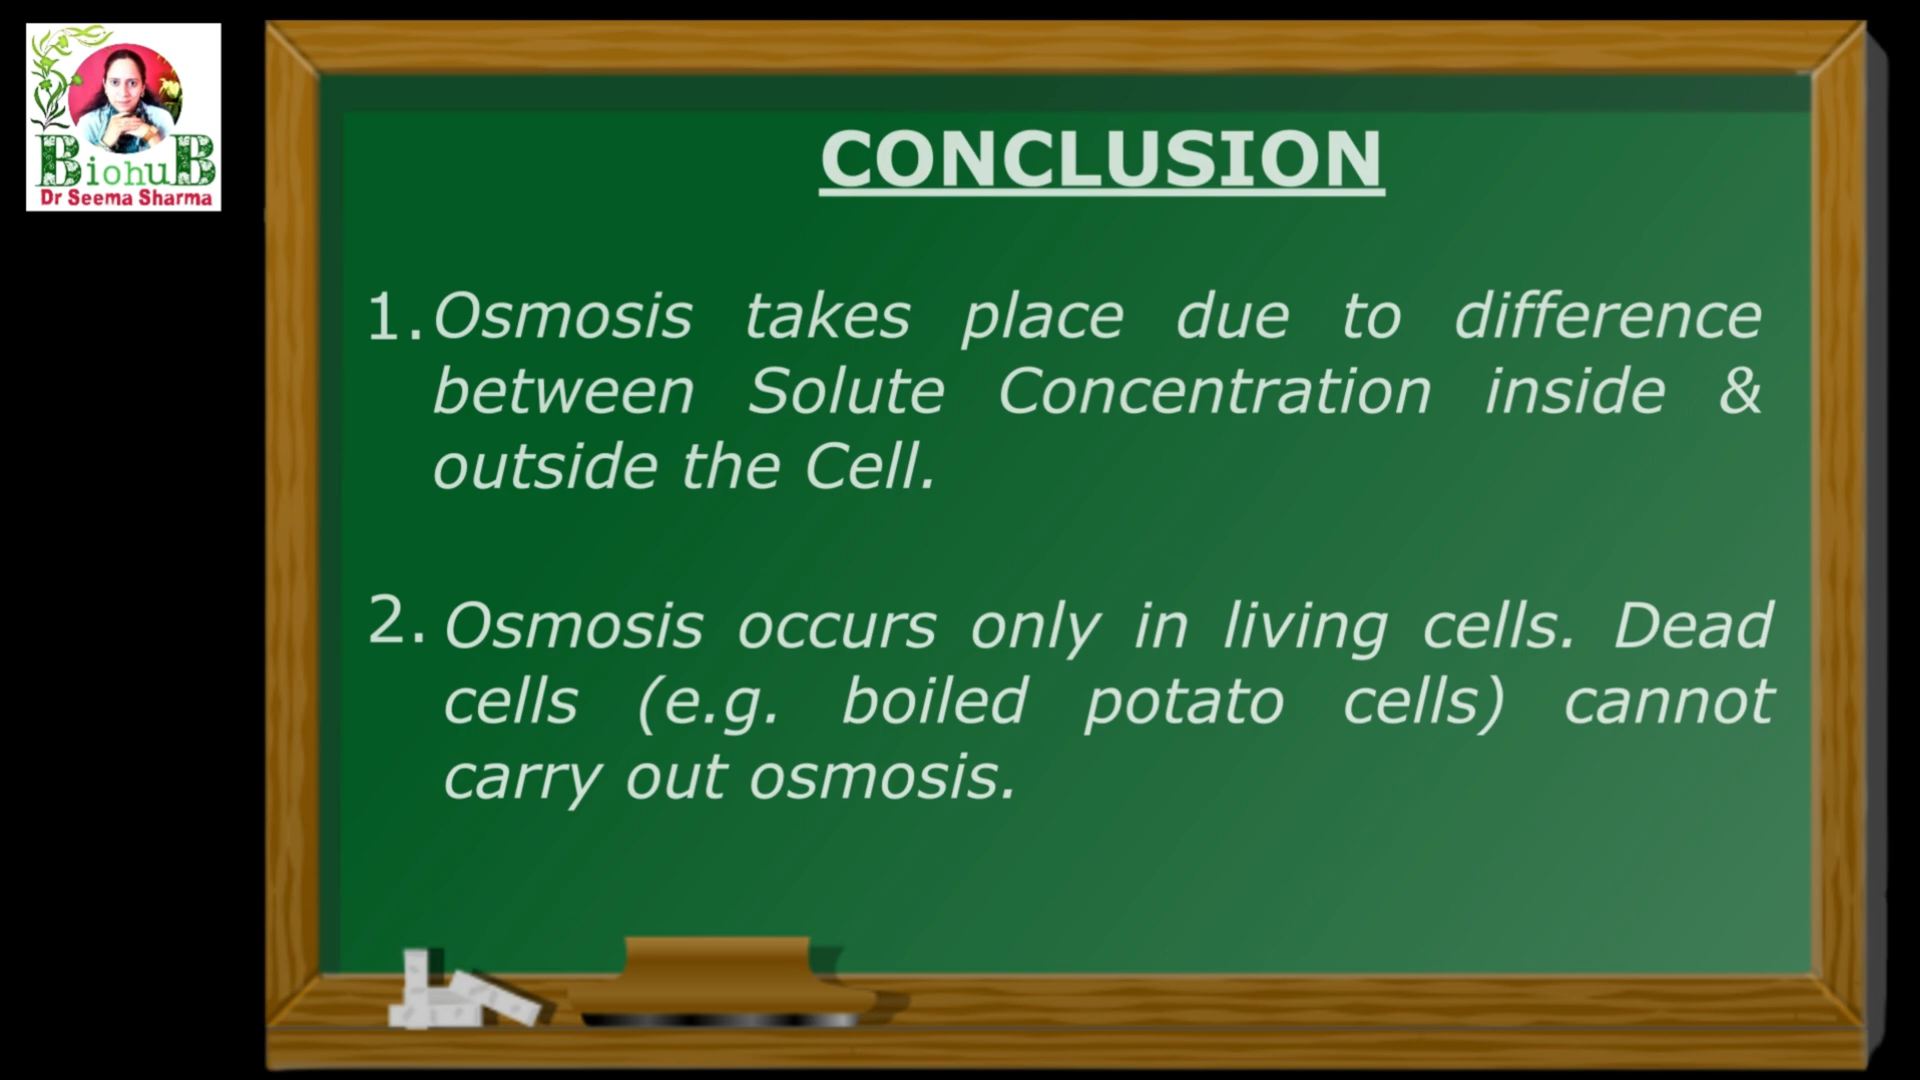 BiohuB
Dr Seema Sharma
CONCLUSION
1. Osmosis takes place due to difference
between Solute Concentration inside &
outside the Cell.
2. Osmosis occurs only in living cells. Dead
cells (e.g. boiled potato cells) cannot
carry out osmosis.